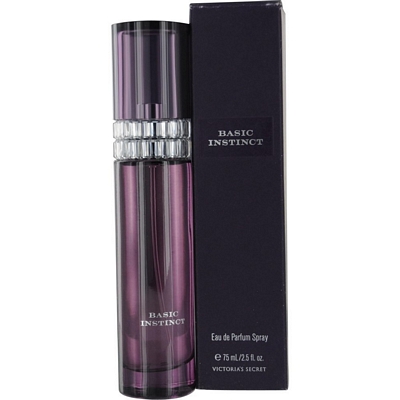 BASIC
INSTINCT
BASIC
INSTINCT
Eau de Parfum Spray
℮ 75 mL/2.5 fl. oz.
VICTORIA'S SECRET